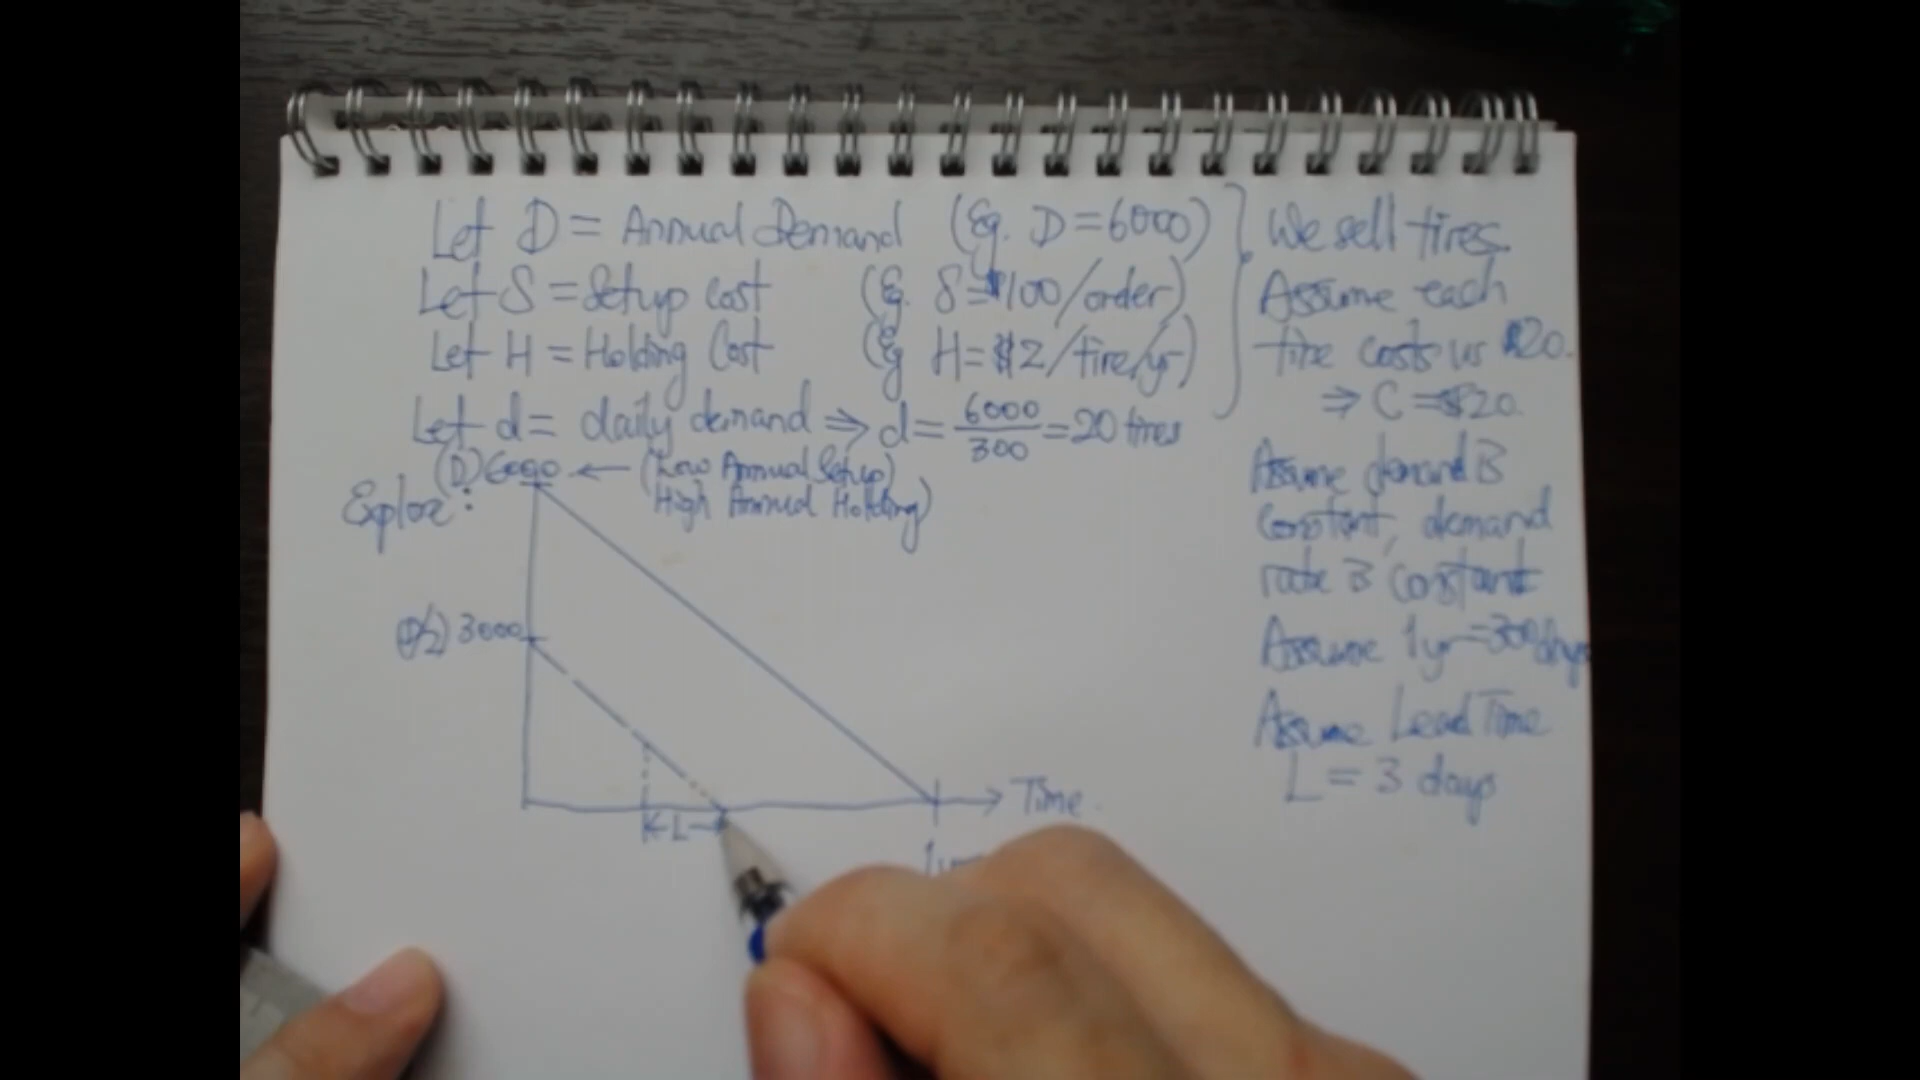 Let D = Annual Demand (Eg. D = 6000)
Let S = Setup cost (Eg. S = $100/order)
Let H = Holding Cost (Eg H = $2/tire/yr)
Let d = daily demand ⇒ d = 6000/300 = 20 tires
(D) 6000 ← (Low Annual Setup)
High Annual Holding)
Explore:
(D/2) 3000
K-L→
Time
1yr
We sell tires.
Assume each
tire costs us $20.
⇒ C = $20.
Assume demand is
constant, demand
rate is constant
Assume 1yr = 300 days
Assume Lead Time
L = 3 days